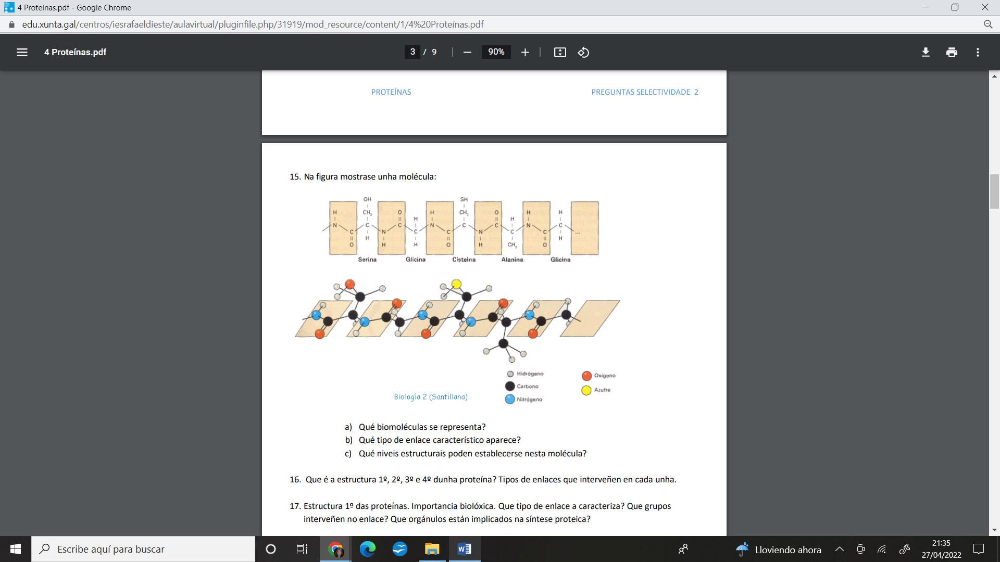 4 Proteínas.pdf - Google Chrome
edu.xunta.gal/centros/iesrafaeldieste/aulavirtual/pluginfile.php/31919/mod_resource/content/1/4%20Proteínas.pdf
4 Proteínas.pdf
3 / 9
90%
PROTEÍNAS PREGUNTAS SELECTIVIDADE 2
15. Na figura mostrase unha molécula:
OH SH
H CH2 O H H CH2 O H H H
N C C C N C C C N C
C H N H C N CH3 C H ...
O H O H O
Serina Glicina Cisteina Alanina Glicina
Hidrógeno Oxígeno
Carbono Azufre
Nitrógeno
Biología 2 (Santillana)
a) Qué biomoléculas se representa?
b) Qué tipo de enlace característico aparece?
c) Qué niveis estructurais poden establecerse nesta molécula?
16. Que é a estructura 1º, 2º, 3º e 4º dunha proteína? Tipos de enlaces que interveñen en cada unha.
17. Estructura 1º das proteínas. Importancia biolóxica. Que tipo de enlace a caracteriza? Que grupos
interveñen no enlace? Que orgánulos están implicados na síntese proteica?
Escribe aquí para buscar
Lloviendo ahora
21:35
27/04/2022